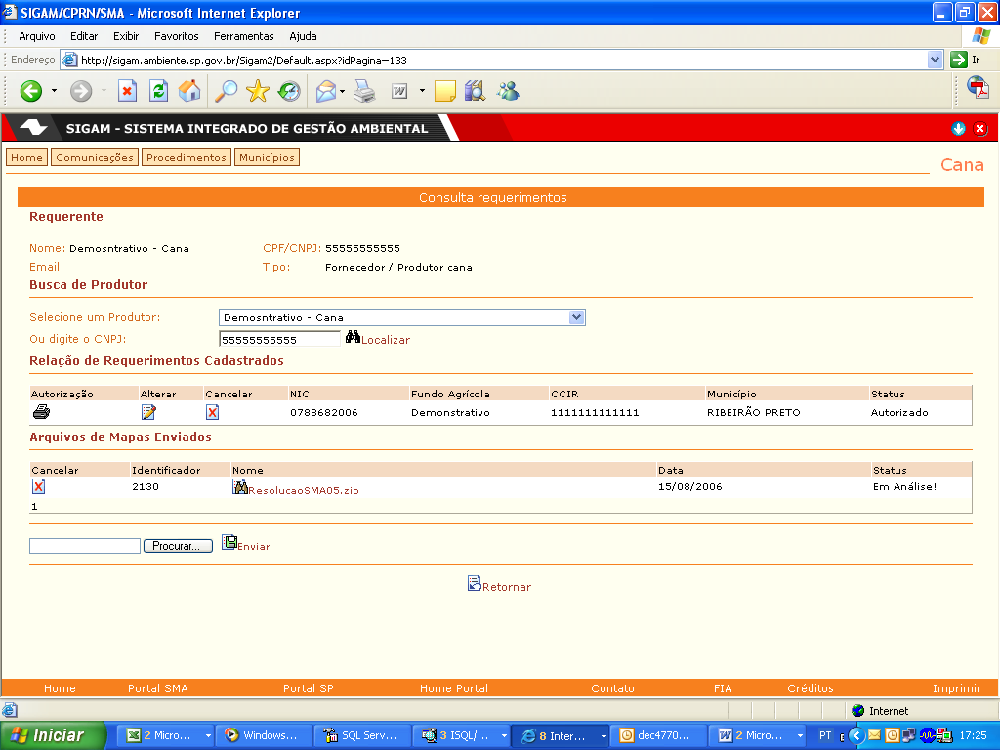 SIGAM/CPRN/SMA - Microsoft Internet Explorer
Arquivo Editar Exibir Favoritos Ferramentas Ajuda
Endereço http://sigam.ambiente.sp.gov.br/Sigam2/Default.aspx?idPagina=133 Ir
SIGAM - SISTEMA INTEGRADO DE GESTÃO AMBIENTAL
Home Comunicações Procedimentos Municípios
Cana
Consulta requerimentos
Requerente
Nome: Demosntrativo - Cana CPF/CNPJ: 55555555555
Email: Tipo: Fornecedor / Produtor cana
Busca de Produtor
Selecione um Produtor: Demosntrativo - Cana
Ou digite o CNPJ: 55555555555 Localizar
Relação de Requerimentos Cadastrados
Autorização Alterar Cancelar NIC Fundo Agrícola CCIR Município Status
0788682006 Demonstrativo 1111111111111 RIBEIRÃO PRETO Autorizado
Arquivos de Mapas Enviados
Cancelar Identificador Nome Data Status
2130 ResolucaoSMA05.zip 15/08/2006 Em Análise!
1
Procurar... Enviar
Retornar
Home Portal SMA Portal SP Home Portal Contato FIA Créditos Imprimir
Internet
Iniciar 2 Micro... Windows... SQL Serv... 3 ISQL/... 8 Inter... dec4770... 2 Micro... PT 17:25